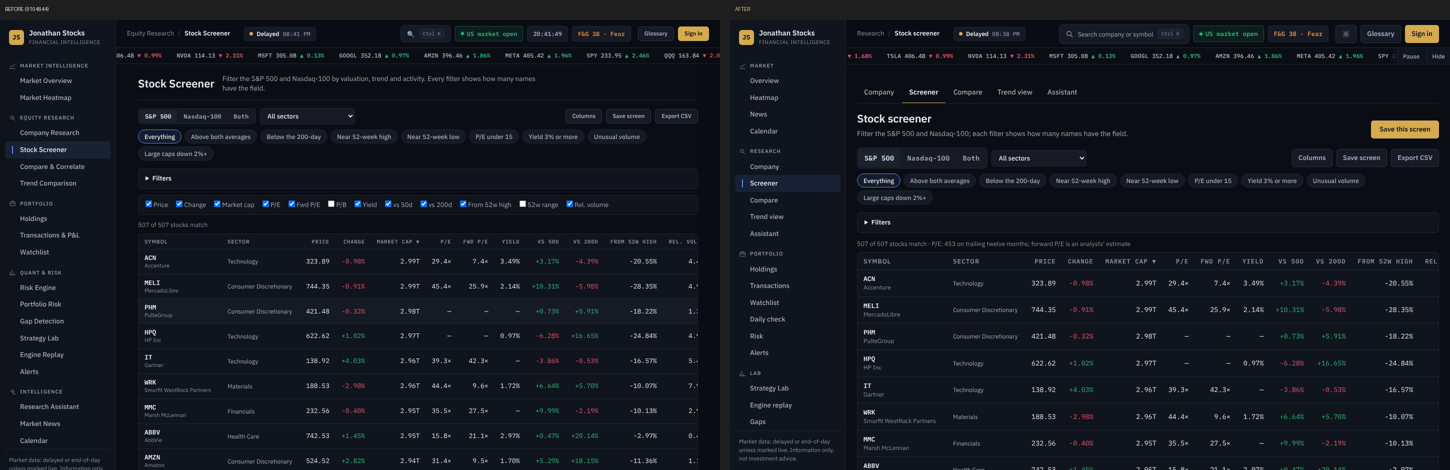 BEFORE (9104644)
JS
Jonathan Stocks
FINANCIAL INTELLIGENCE
MARKET INTELLIGENCE
Market Overview
Market Heatmap
EQUITY RESEARCH
Company Research
Stock Screener
Compare & Correlate
Trend Comparison
PORTFOLIO
Holdings
Transactions & P&L
Watchlist
QUANT & RISK
Risk Engine
Portfolio Risk
Gap Detection
Strategy Lab
Engine Replay
Alerts
INTELLIGENCE
Research Assistant
Market News
Calendar
Market data: delayed or end-of-day
unless marked live. Information only,
Equity Research / Stock Screener
Delayed 08:41 PM
Ctrl K
US market open
20:41:49
F&G 38 · Fear
Glossary
Sign in
06.48 ▼ 0.99% NVDA 114.13 ▼ 2.31% MSFT 305.08 ▲ 0.13% GOOGL 352.18 ▲ 0.97% AMZN 396.46 ▲ 1.86% META 405.42 ▲ 1.96% SPY 233.95 ▲ 2.46% QQQ 163.84 ▼ 2.0
Stock Screener
Filter the S&P 500 and Nasdaq-100 by valuation, trend and activity. Every filter shows how many names
have the field.
S&P 500 Nasdaq-100 Both
All sectors
Columns
Save screen
Export CSV
Everything
Above both averages
Below the 200-day
Near 52-week high
Near 52-week low
P/E under 15
Yield 3% or more
Unusual volume
Large caps down 2%+
▶ Filters
Price Change Market cap P/E Fwd P/E P/B Yield vs 50d vs 200d From 52w high 52w range Rel. volume
507 of 507 stocks match
SYMBOL SECTOR PRICE CHANGE MARKET CAP ▼ P/E FWD P/E YIELD VS 50D VS 200D FROM 52W HIGH REL. VOL
ACN Technology 323.89 -0.98% 2.99T 29.4× 7.4× 3.49% +3.17% -4.39% -20.55% 4.
Accenture
MELI Consumer Discretionary 744.35 -0.91% 2.99T 45.4× 25.9× 2.14% +10.31% -5.98% -28.35% 4.
MercadoLibre
PHM Consumer Discretionary 421.48 -0.32% 2.98T — — — +0.73% +5.91% -18.22% 1.
PulteGroup
HPQ Technology 622.62 +1.02% 2.97T — — 0.97% -6.28% +16.65% -24.84% 4.
HP Inc
IT Technology 138.92 +4.03% 2.96T 39.3× 42.3× — -3.86% -0.53% -16.57% 5.
Gartner
WRK Materials 188.53 -2.98% 2.96T 44.4× 9.6× 1.72% +6.64% +5.70% -10.07% 7.
Smurfit WestRock Partners
MMC Financials 232.56 -0.40% 2.95T 35.5× 27.5× — +9.99% -2.19% -10.13% 2.
Marsh McLennan
ABBV Health Care 742.53 +1.45% 2.95T 15.8× 21.1× 2.97% +0.47% +20.14% -2.97% 0.
AbbVie
AMZN Consumer Discretionary 524.52 +2.82% 2.94T 31.4× 9.5× 1.70% +5.29% +18.15% -11.36% 1.
Amazon
AFTER
JS
Jonathan Stocks
FINANCIAL INTELLIGENCE
MARKET
Overview
Heatmap
News
Calendar
RESEARCH
Company
Screener
Compare
Trend view
Assistant
PORTFOLIO
Holdings
Transactions
Watchlist
Daily check
Risk
Alerts
LAB
Strategy Lab
Engine replay
Gaps
Market data: delayed or end-of-day
unless marked live. Information only,
not investment advice.
Research / Stock screener
Delayed 08:38 PM
Search company or symbol Ctrl K
US market open
F&G 38 · Fear
Glossary
Sign in
▼ 1.68% TSLA 406.48 ▼ 0.99% NVDA 114.13 ▼ 2.31% MSFT 305.08 ▲ 0.13% GOOGL 352.18 ▲ 0.97% AMZN 396.46 ▲ 1.86% META 405.42 ▲ 1.96% SPY 2
Pause
Hide
Company Screener Compare Trend view Assistant
Stock screener
Filter the S&P 500 and Nasdaq-100; each filter shows how many names have the field.
Save this screen
S&P 500 Nasdaq-100 Both
All sectors
Columns
Save screen
Export CSV
Everything
Above both averages
Below the 200-day
Near 52-week high
Near 52-week low
P/E under 15
Yield 3% or more
Unusual volume
Large caps down 2%+
▶ Filters
507 of 507 stocks match · P/E: 453 on trailing twelve months; forward P/E is an analysts' estimate
SYMBOL SECTOR PRICE CHANGE MARKET CAP ▼ P/E FWD P/E YIELD VS 50D VS 200D FROM 52W HIGH REL
ACN Technology 323.89 -0.98% 2.99T 29.4× 7.4× 3.49% +3.17% -4.39% -20.55%
Accenture
MELI Consumer Discretionary 744.35 -0.91% 2.99T 45.4× 25.9× 2.14% +10.31% -5.98% -28.35%
MercadoLibre
PHM Consumer Discretionary 421.48 -0.32% 2.98T — — — +0.73% +5.91% -18.22%
PulteGroup
HPQ Technology 622.62 +1.02% 2.97T — — 0.97% -6.28% +16.65% -24.84%
HP Inc
IT Technology 138.92 +4.03% 2.96T 39.3× 42.3× — -3.86% -0.53% -16.57%
Gartner
WRK Materials 188.53 -2.98% 2.96T 44.4× 9.6× 1.72% +6.64% +5.70% -10.07%
Smurfit WestRock Partners
MMC Financials 232.56 -0.40% 2.95T 35.5× 27.5× — +9.99% -2.19% -10.13%
Marsh McLennan
ABBV